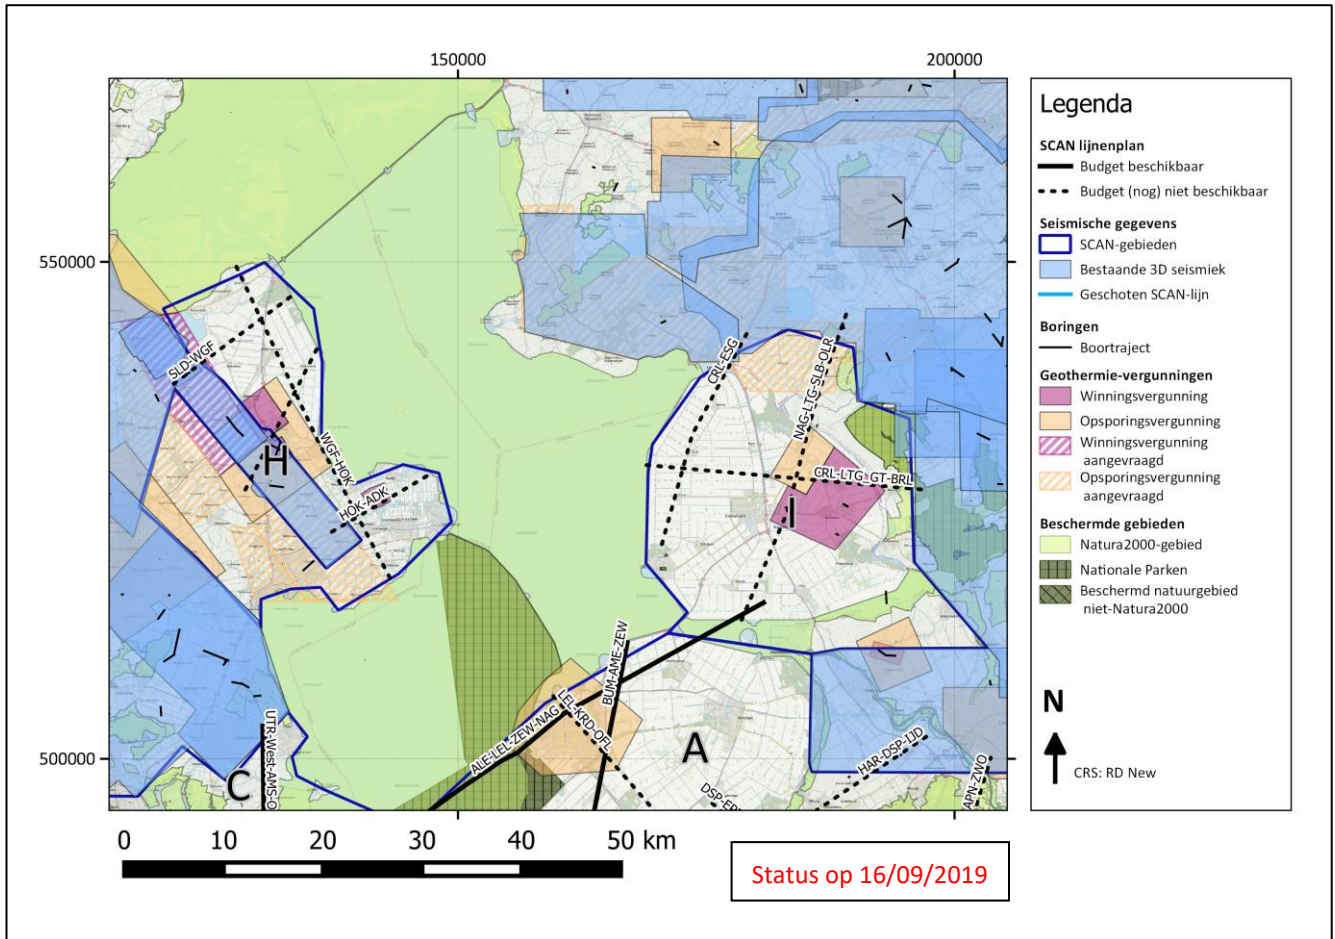 150000
200000
550000
500000
SLD-WGF
WGF-HOK
HOK-ADK
H
CRL-ESG
NAG-LTG-SLB-OLR
CRL-LTG GT-BRL
I
BUM-AME-ZEW
LEL-KRD-OFL
ALE-LEL-ZEW-NAG
A
HAR-DSP-IJD
APN-ZWO
UTR-West-AMS-O
C
0 10 20 30 40 50 km
Status op 16/09/2019
Legenda
SCAN lijnenplan
Budget beschikbaar
Budget (nog) niet beschikbaar
Seismische gegevens
SCAN-gebieden
Bestaande 3D seismiek
Geschoten SCAN-lijn
Boringen
Boortraject
Geothermie-vergunningen
Winningsvergunning
Opsporingsvergunning
Winningsvergunning
aangevraagd
Opsporingsvergunning
aangevraagd
Beschermde gebieden
Natura2000-gebied
Nationale Parken
Beschermd natuurgebied
niet-Natura2000
N
CRS: RD New